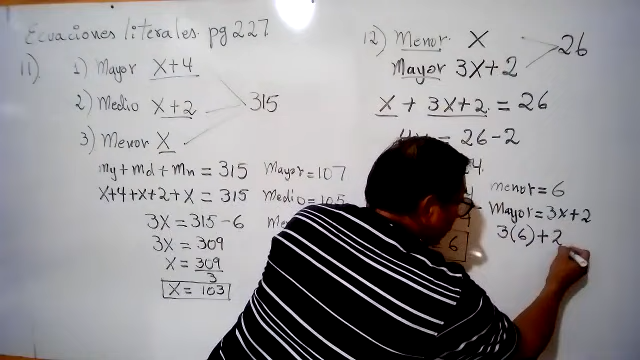 Ecuaciones literales pg 227
11)
1) Mayor X+4
2) Medio X+2
3) Menor X
315
my + md + mn = 315
X+4+X+2+X = 315
3X = 315-6
3X = 309
X = 309
3
X = 103
Mayor = 107
Medio = 105
12) Menor X
Mayor 3X+2
26
X + 3X+2 = 26
= 26-2
6
menor = 6
Mayor = 3X+2
3(6)+2